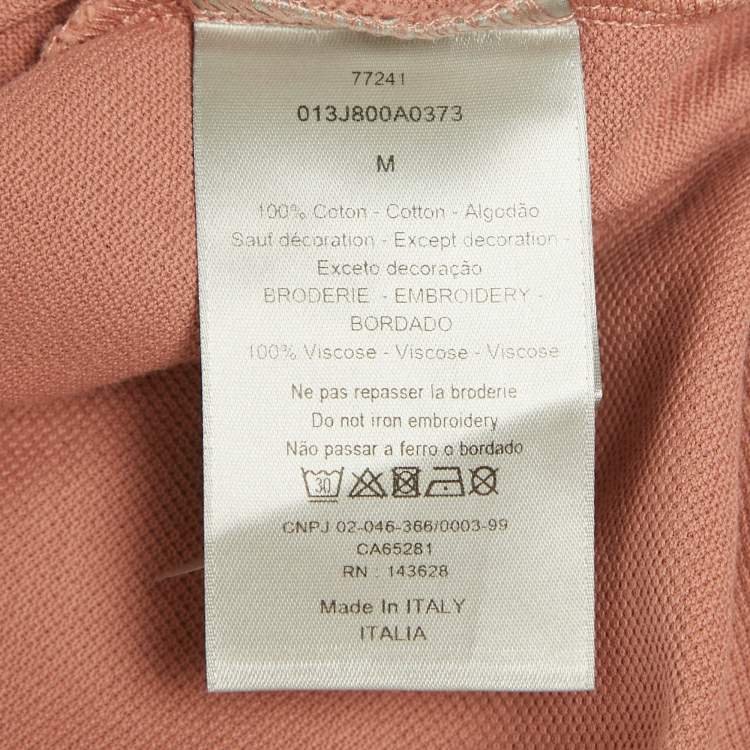 77241
013J800A0373
M
100% Coton - Cotton - Algodão
Sauf décoration - Except decoration -
Exceto decoração
BRODERIE - EMBROIDERY -
BORDADO
100% Viscose - Viscose - Viscose
Ne pas repasser la broderie
Do not iron embroidery
Não passar a ferro o bordado
30
CNPJ 02-046-366/0003-99
CA65281
RN : 143628
Made In ITALY
ITALIA